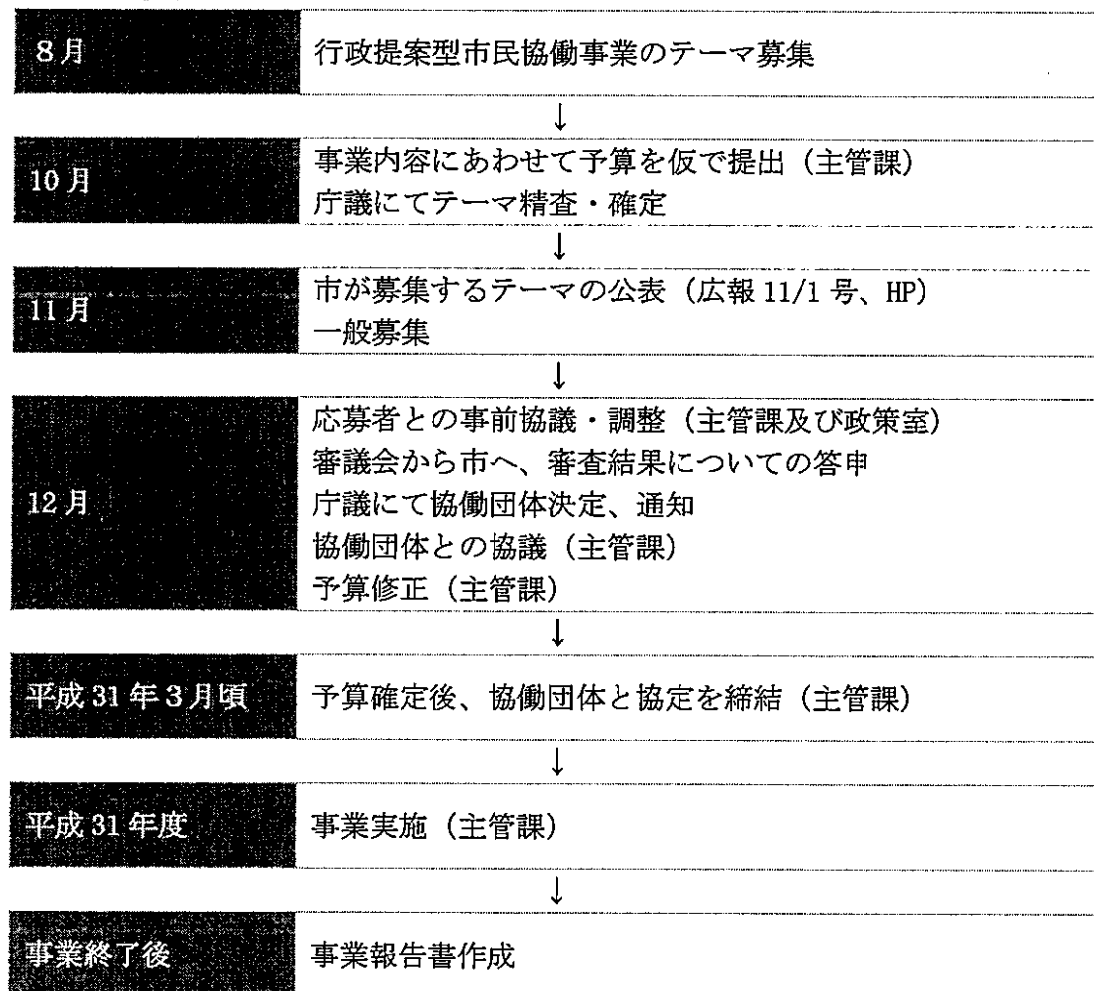 8月
行政提案型市民協働事業のテーマ募集
↓
10月
事業内容にあわせて予算を仮で提出（主管課）
庁議にてテーマ精査・確定
↓
11月
市が募集するテーマの公表（広報 11/1 号、HP）
一般募集
↓
12月
応募者との事前協議・調整（主管課及び政策室）
審議会から市へ、審査結果についての答申
庁議にて協働団体決定、通知
協働団体との協議（主管課）
予算修正（主管課）
↓
平成 31 年 3 月頃
予算確定後、協働団体と協定を締結（主管課）
↓
平成 31 年度
事業実施（主管課）
↓
事業終了後
事業報告書作成